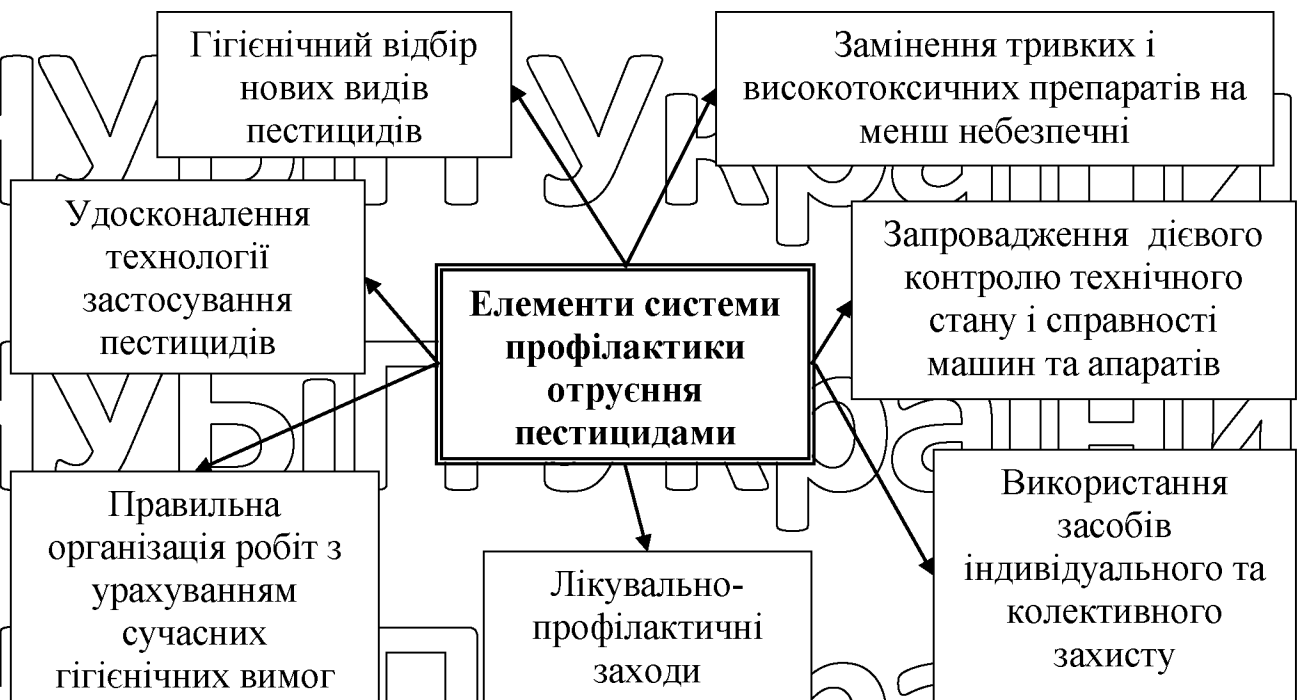 Гігієнічний відбір
нових видів
пестицидів
Замінення тривких і
високотоксичних препаратів на
менш небезпечні
Удосконалення
технології
застосування
пестицидів
Запровадження дієвого
контролю технічного
стану і справності
машин та апаратів
Елементи системи
профілактики
отруєння
пестицидами
Правильна
організація робіт з
урахуванням
сучасних
гігієнічних вимог
Лікувально-
профілактичні
заходи
Використання
засобів
індивідуального та
колективного
захисту